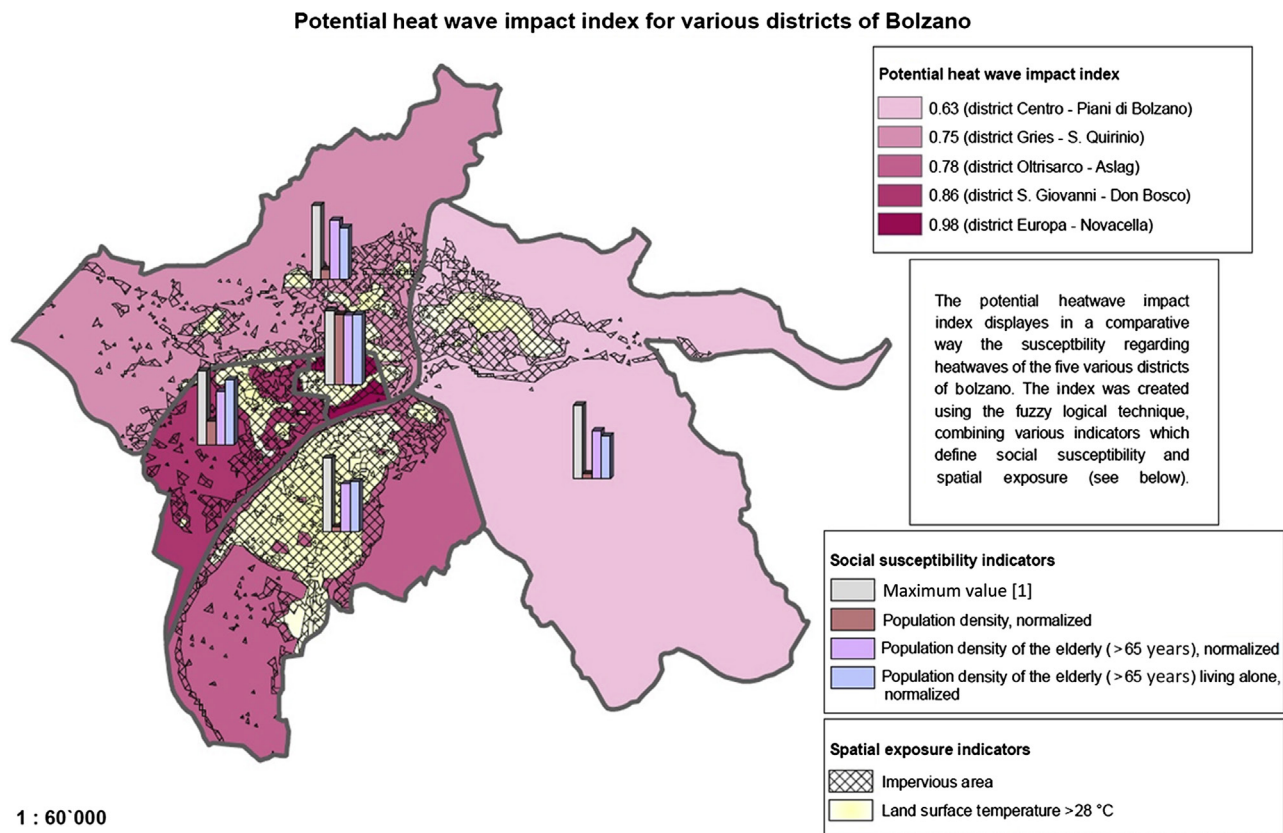 Potential heat wave impact index for various districts of Bolzano
Potential heat wave impact index
0.63 (district Centro - Piani di Bolzano)
0.75 (district Gries - S. Quirinio)
0.78 (district Oltrisarco - Aslag)
0.86 (district S. Giovanni - Don Bosco)
0.98 (district Europa - Novacella)
The potential heatwave impact
index displayes in a comparative
way the susceptbility regarding
heatwaves of the five various districts
of bolzano. The index was created
using the fuzzy logical technique,
combining various indicators which
define social susceptibility and
spatial exposure (see below).
Social susceptibility indicators
Maximum value [1]
Population density, normalized
Population density of the elderly (>65 years), normalized
Population density of the elderly (>65 years) living alone,
normalized
Spatial exposure indicators
Impervious area
Land surface temperature >28 °C
1 : 60`000